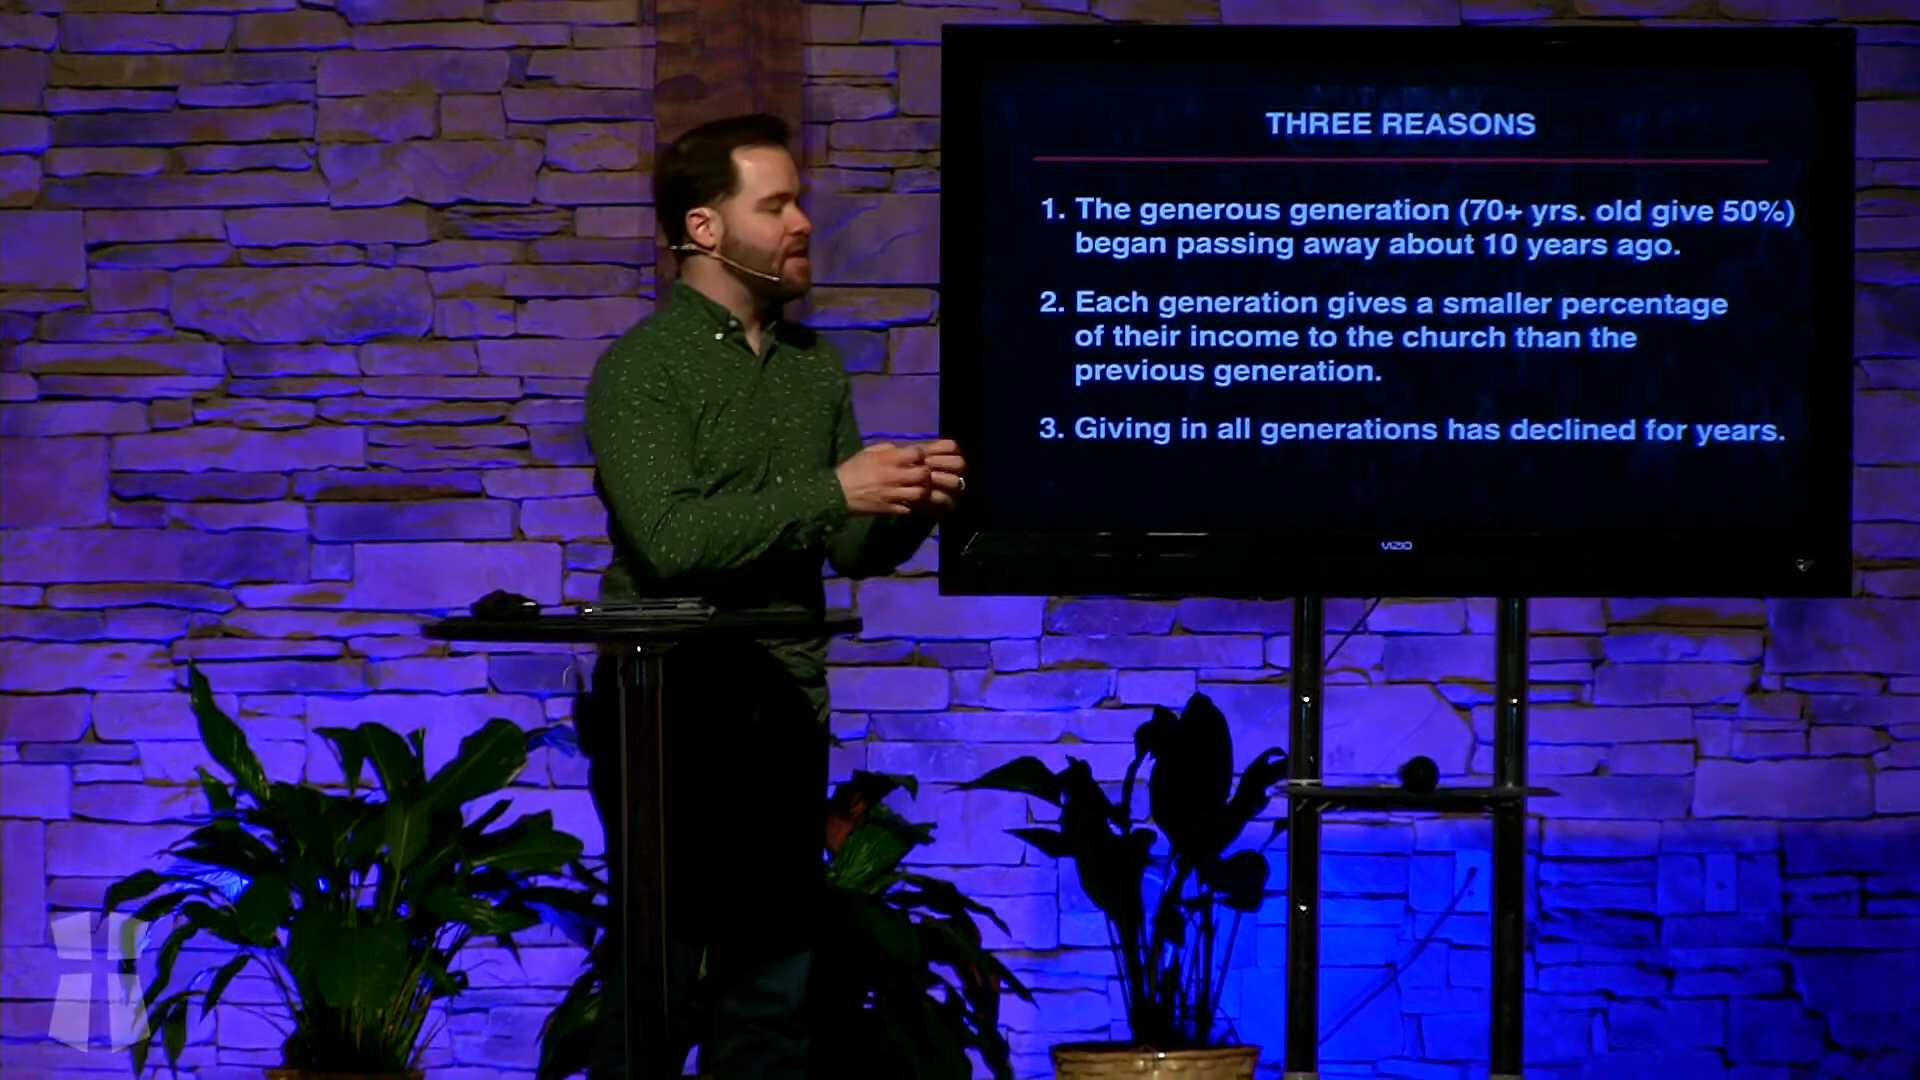 THREE REASONS
1. The generous generation (70+ yrs. old give 50%)
began passing away about 10 years ago.
2. Each generation gives a smaller percentage
of their income to the church than the
previous generation.
3. Giving in all generations has declined for years.
VIZIO